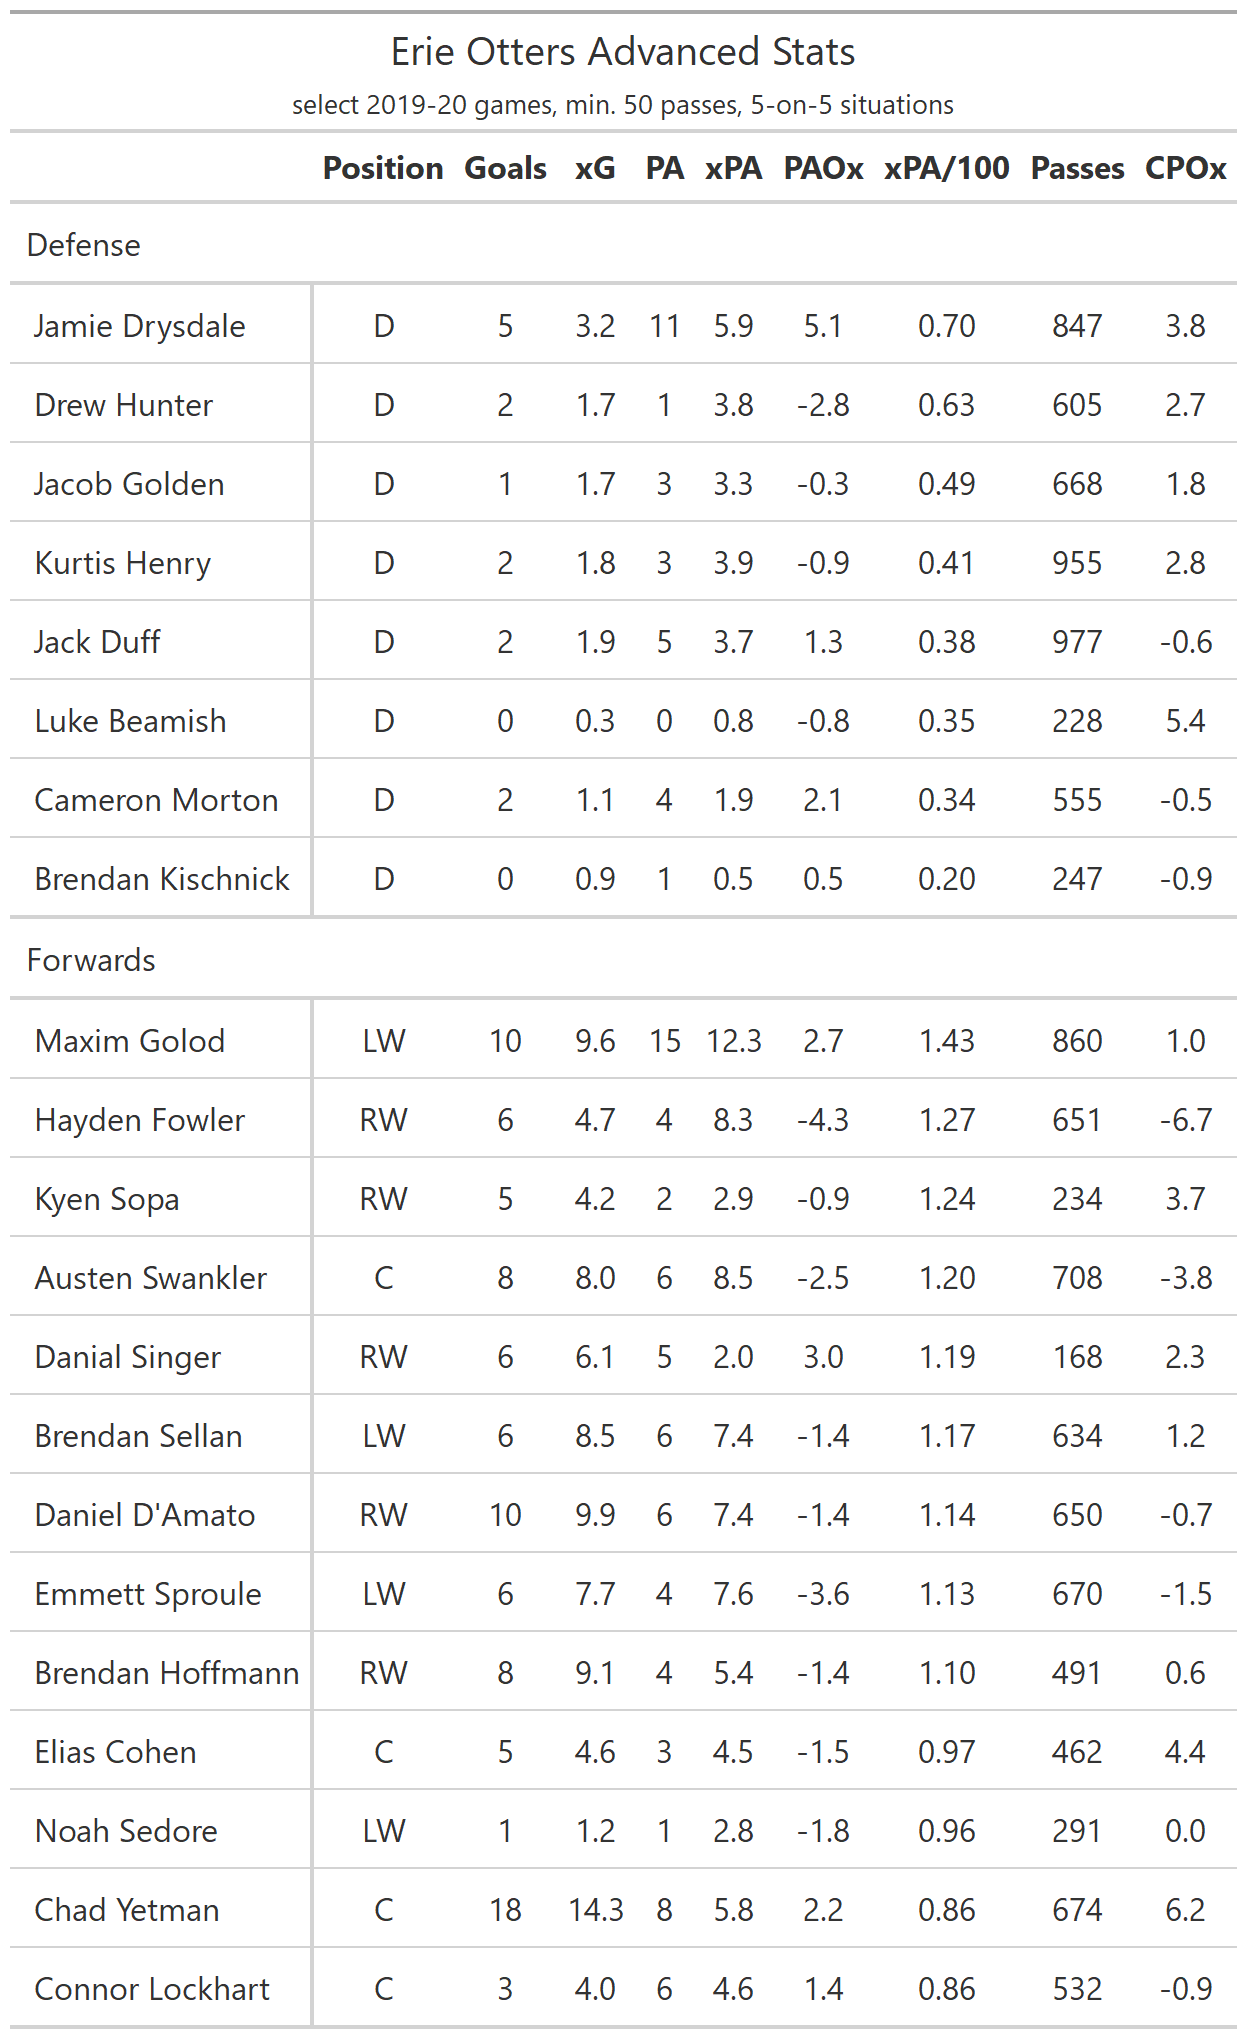 Erie Otters Advanced Stats
select 2019-20 games, min. 50 passes, 5-on-5 situations
Position Goals xG PA xPA PAOx xPA/100 Passes CPOx
Defense
Jamie Drysdale D 5 3.2 11 5.9 5.1 0.70 847 3.8
Drew Hunter D 2 1.7 1 3.8 -2.8 0.63 605 2.7
Jacob Golden D 1 1.7 3 3.3 -0.3 0.49 668 1.8
Kurtis Henry D 2 1.8 3 3.9 -0.9 0.41 955 2.8
Jack Duff D 2 1.9 5 3.7 1.3 0.38 977 -0.6
Luke Beamish D 0 0.3 0 0.8 -0.8 0.35 228 5.4
Cameron Morton D 2 1.1 4 1.9 2.1 0.34 555 -0.5
Brendan Kischnick D 0 0.9 1 0.5 0.5 0.20 247 -0.9
Forwards
Maxim Golod LW 10 9.6 15 12.3 2.7 1.43 860 1.0
Hayden Fowler RW 6 4.7 4 8.3 -4.3 1.27 651 -6.7
Kyen Sopa RW 5 4.2 2 2.9 -0.9 1.24 234 3.7
Austen Swankler C 8 8.0 6 8.5 -2.5 1.20 708 -3.8
Danial Singer RW 6 6.1 5 2.0 3.0 1.19 168 2.3
Brendan Sellan LW 6 8.5 6 7.4 -1.4 1.17 634 1.2
Daniel D'Amato RW 10 9.9 6 7.4 -1.4 1.14 650 -0.7
Emmett Sproule LW 6 7.7 4 7.6 -3.6 1.13 670 -1.5
Brendan Hoffmann RW 8 9.1 4 5.4 -1.4 1.10 491 0.6
Elias Cohen C 5 4.6 3 4.5 -1.5 0.97 462 4.4
Noah Sedore LW 1 1.2 1 2.8 -1.8 0.96 291 0.0
Chad Yetman C 18 14.3 8 5.8 2.2 0.86 674 6.2
Connor Lockhart C 3 4.0 6 4.6 1.4 0.86 532 -0.9